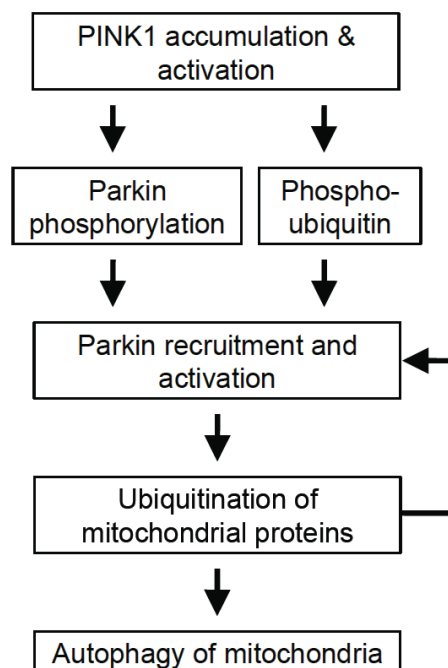 PINK1 accumulation &
activation
Parkin
phosphorylation
Phospho-
ubiquitin
Parkin recruitment and
activation
Ubiquitination of
mitochondrial proteins
Autophagy of mitochondria